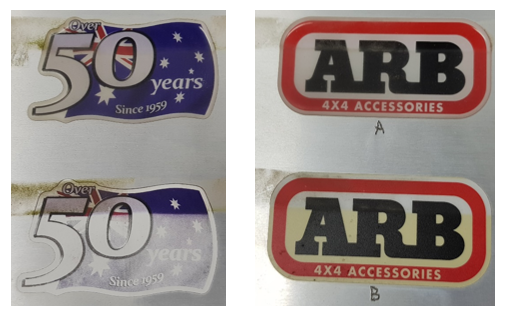 Over
50
years
Since 1959
ARB
4X4 ACCESSORIES
A
Over
50
years
Since 1959
ARB
4X4 ACCESSORIES
B